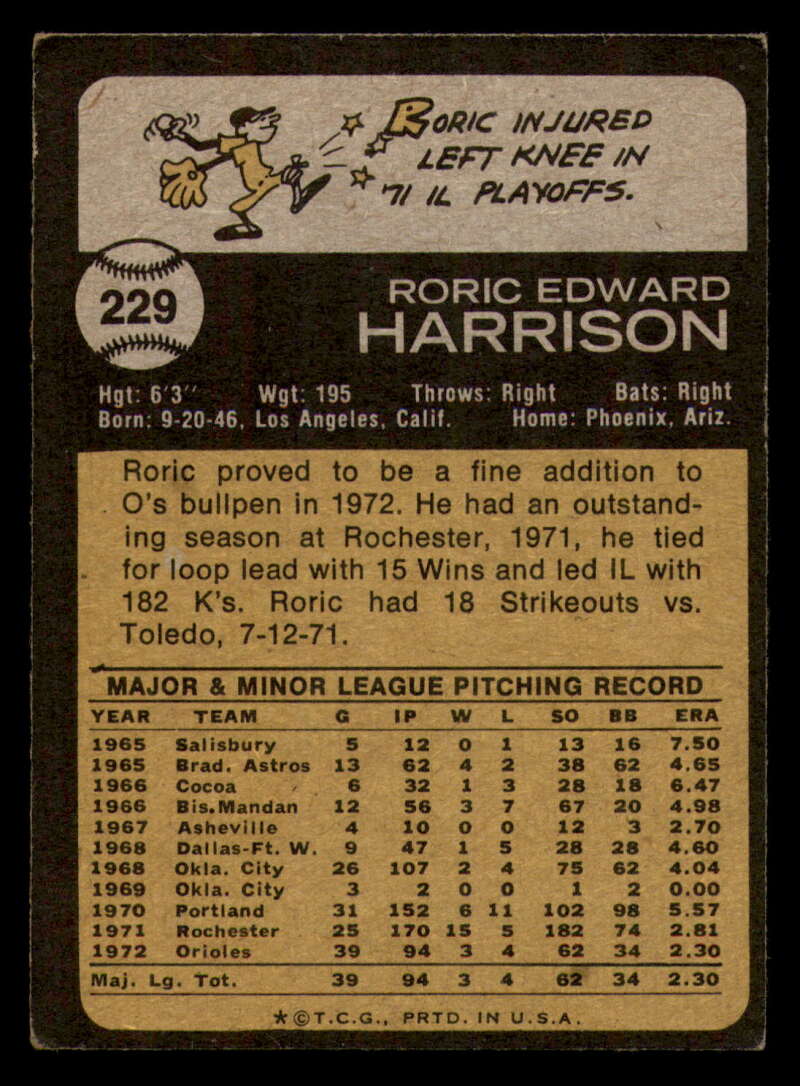 RORIC INJURED
LEFT KNEE IN
'71 IL PLAYOFFS.
229
RORIC EDWARD
HARRISON
Hgt: 6'3" Wgt: 195 Throws: Right Bats: Right
Born: 9-20-46, Los Angeles, Calif. Home: Phoenix, Ariz.
Roric proved to be a fine addition to
O's bullpen in 1972. He had an outstand-
ing season at Rochester, 1971, he tied
for loop lead with 15 Wins and led IL with
182 K's. Roric had 18 Strikeouts vs.
Toledo, 7-12-71.
MAJOR & MINOR LEAGUE PITCHING RECORD
YEAR TEAM G IP W L SO BB ERA
1965 Salisbury 5 12 0 1 13 16 7.50
1965 Brad. Astros 13 62 4 2 38 62 4.65
1966 Cocoa 6 32 1 3 28 18 6.47
1966 Bis.Mandan 12 56 3 7 67 20 4.98
1967 Asheville 4 10 0 0 12 3 2.70
1968 Dallas-Ft. W. 9 47 1 5 28 28 4.60
1968 Okla. City 26 107 2 4 75 62 4.04
1969 Okla. City 3 2 0 0 1 2 0.00
1970 Portland 31 152 6 11 102 98 5.57
1971 Rochester 25 170 15 5 182 74 2.81
1972 Orioles 39 94 3 4 62 34 2.30
Maj. Lg. Tot. 39 94 3 4 62 34 2.30
★©T.C.G., PRTD. IN U.S.A.